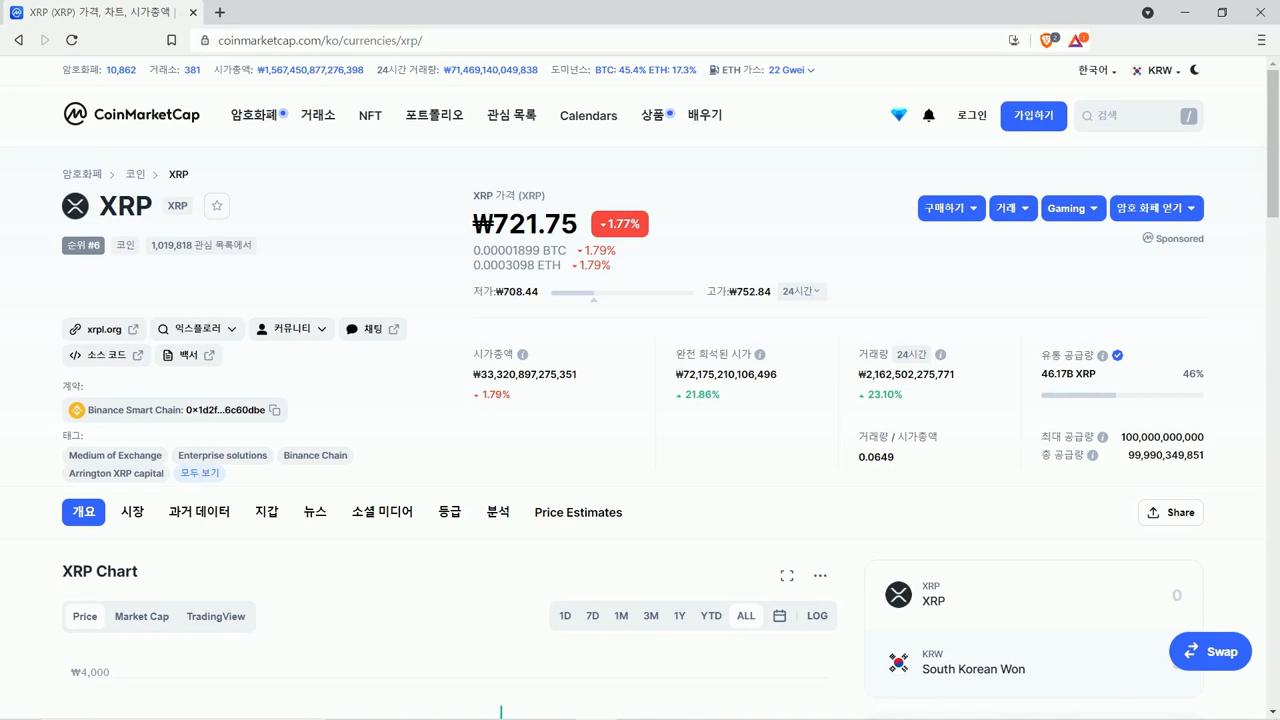 XRP (XRP) 가격, 차트, 시가총액 |
coinmarketcap.com/ko/currencies/xrp/
2
1
암호화폐: 10,862 거래소: 381 시가총액: ₩1,567,450,877,276,398 24시간 거래량: ₩71,469,140,049,838 도미넌스: BTC: 45.4% ETH: 17.3% ETH 가스: 22 Gwei
한국어 KRW
CoinMarketCap 암호화폐 거래소 NFT 포트폴리오 관심 목록 Calendars 상품 배우기 로그인 가입하기 검색 /
암호화폐 > 코인 > XRP
XRP XRP
순위 #6 코인 1,019,818 관심 목록에서
XRP 가격 (XRP)
₩721.75 1.77%
0.00001899 BTC 1.79%
0.0003098 ETH 1.79%
저가:₩708.44 고가:₩752.84 24시간
구매하기 거래 Gaming 암호 화폐 얻기
Sponsored
xrpl.org 익스플로러 커뮤니티 채팅
소스 코드 백서
계약:
Binance Smart Chain: 0x1d2f...6c60dbe
태그:
Medium of Exchange Enterprise solutions Binance Chain
Arrington XRP capital 모두 보기
시가총액
₩33,320,897,275,351
1.79%
완전 희석된 시가
₩72,175,210,106,496
21.86%
거래량 24시간
₩2,162,502,275,771
23.10%
거래량 / 시가총액
0.0649
유통 공급량
46.17B XRP 46%
최대 공급량 100,000,000,000
총 공급량 99,990,349,851
개요 시장 과거 데이터 지갑 뉴스 소셜 미디어 등급 분석 Price Estimates Share
XRP Chart
Price Market Cap TradingView
1D 7D 1M 3M 1Y YTD ALL LOG
₩4,000
XRP
XRP 0
KRW
South Korean Won
Swap